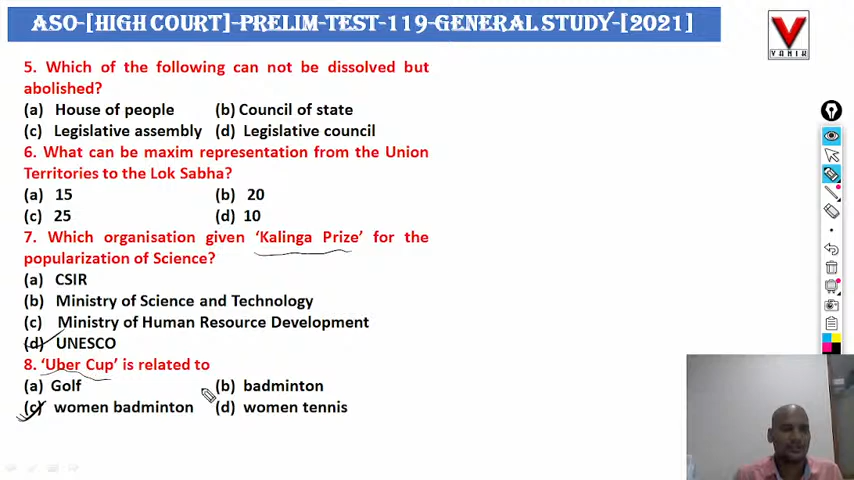 ASO-[HIGH COURT]-PRELIM-TEST-119-GENERAL STUDY-[2021]
VAMIR
5. Which of the following can not be dissolved but
abolished?
(a) House of people (b) Council of state
(c) Legislative assembly (d) Legislative council
6. What can be maxim representation from the Union
Territories to the Lok Sabha?
(a) 15 (b) 20
(c) 25 (d) 10
7. Which organisation given ‘Kalinga Prize’ for the
popularization of Science?
(a) CSIR
(b) Ministry of Science and Technology
(c) Ministry of Human Resource Development
(d) UNESCO
8. ‘Uber Cup’ is related to
(a) Golf (b) badminton
(c) women badminton (d) women tennis